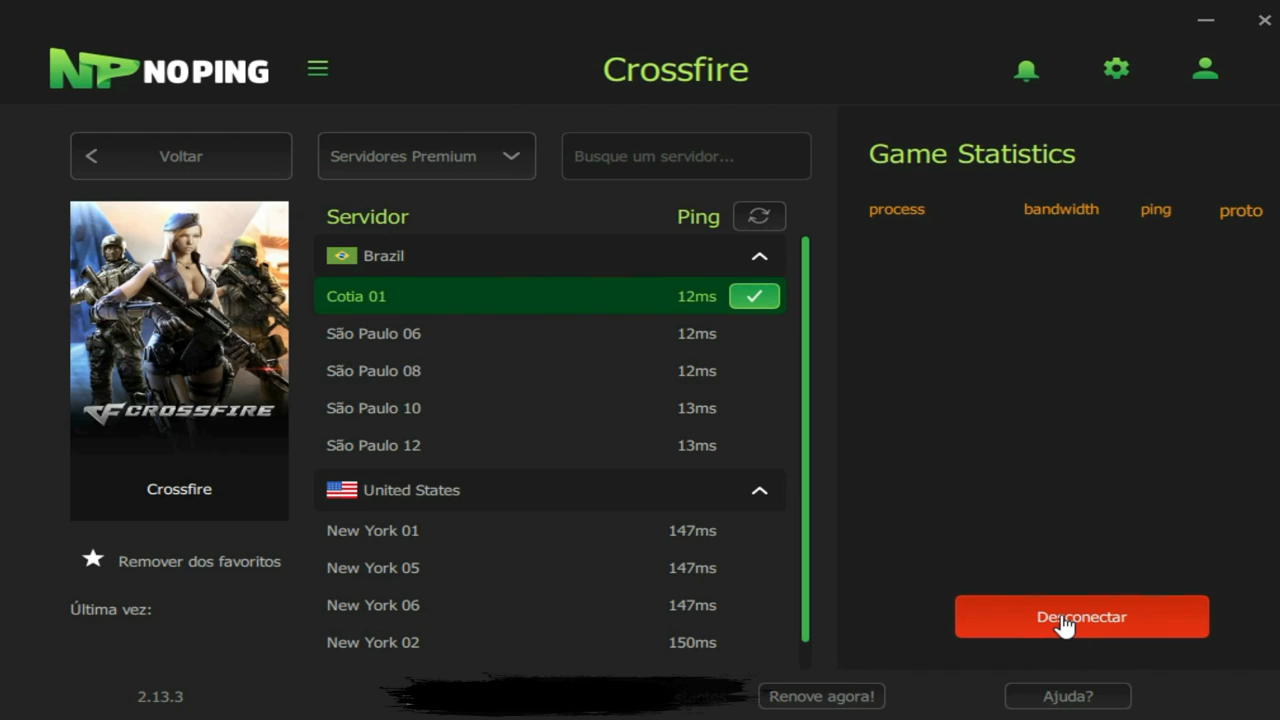 NP NOPING
Crossfire
Voltar
Servidores Premium
Busque um servidor...
Game Statistics
Servidor Ping
process bandwidth ping proto
Brazil
Cotia 01 12ms
São Paulo 06 12ms
São Paulo 08 12ms
São Paulo 10 13ms
São Paulo 12 13ms
CROSSFIRE
Crossfire
United States
New York 01 147ms
New York 05 147ms
New York 06 147ms
New York 02 150ms
Remover dos favoritos
Última vez:
Desconectar
2.13.3
Renove agora!
Ajuda?